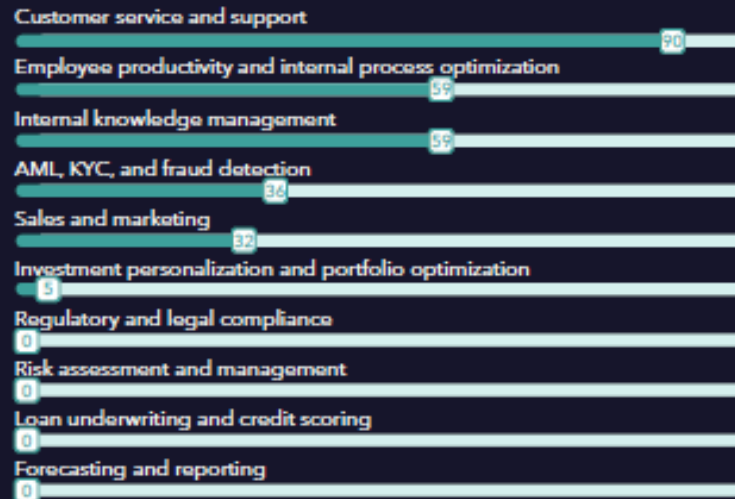 Customer service and support
90
Employee productivity and internal process optimization
59
Internal knowledge management
59
AML, KYC, and fraud detection
36
Sales and marketing
32
Investment personalization and portfolio optimization
5
Regulatory and legal compliance
0
Risk assessment and management
0
Loan underwriting and credit scoring
0
Forecasting and reporting
0